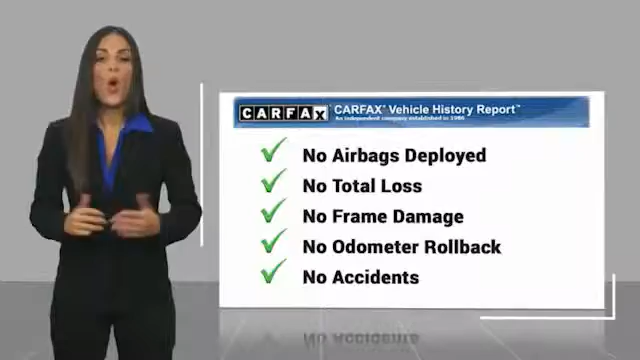 CARFAX CARFAX® Vehicle History Report™
An independent company established in 1986
No Airbags Deployed
No Total Loss
No Frame Damage
No Odometer Rollback
No Accidents